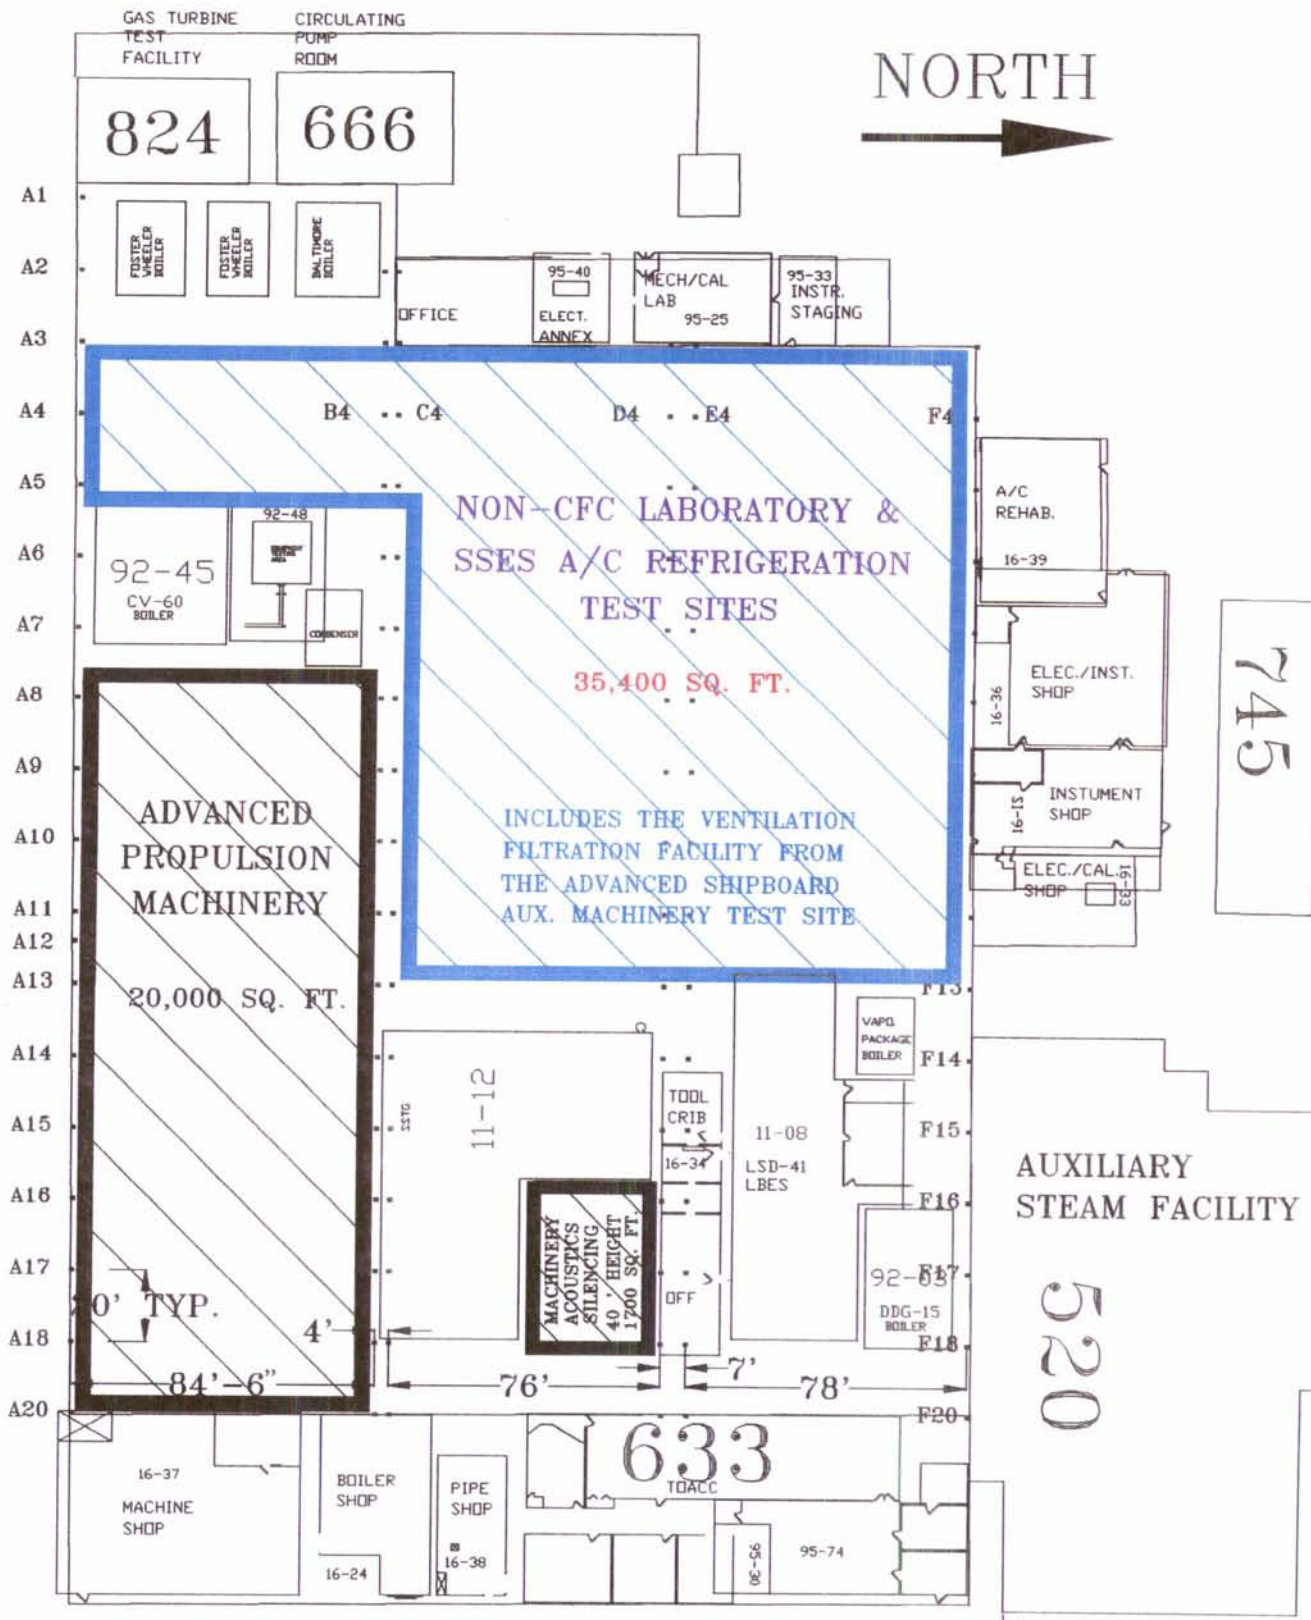 GAS TURBINE
TEST
FACILITY
CIRCULATING
PUMP
ROOM
NORTH
824
666
A1
FOSTER
WHEELER
BOILER
FOSTER
WHEELER
BOILER
BALTIMORE
BOILER
A2
OFFICE
95-40
ELECT.
ANNEX
MECH/CAL
LAB
95-25
95-33
INSTR.
STAGING
A3
A4
B4
C4
D4
E4
F4
A5
NON-CFC LABORATORY &
SSES A/C REFRIGERATION
TEST SITES
35,400 SQ. FT.
A/C
REHAB.
16-39
A6
92-48
92-45
CV-60
BOILER
A7
CONDENSER
745
ELEC./INST.
SHOP
16-36
A8
A9
ADVANCED
PROPULSION
MACHINERY
20,000 SQ. FT.
INCLUDES THE VENTILATION
FILTRATION FACILITY FROM
THE ADVANCED SHIPBOARD
AUX. MACHINERY TEST SITE
INSTUMENT
SHOP
16-21
A10
ELEC./CAL.
SHOP
16-33
A11
A12
A13
F13
VAPO.
PACKAGE
BOILER
A14
F14
C
11-12
SSTG
TOOL
CRIB
A15
F15
11-08
LSD-41
LBES
16-34
AUXILIARY
STEAM FACILITY
520
A16
F16
MACHINERY
ACOUSTICS
SILENCING
40 ' HEIGHT
1700 SQ. FT.
A17
92-03
F17
DDG-15
BOILER
OFF
20' TYP.
4'
A18
F18
84'-6"
76'
7'
78'
A20
F20
633
TOACC
16-37
MACHINE
SHOP
BOILER
SHOP
16-24
PIPE
SHOP
16-38
95-30
95-74